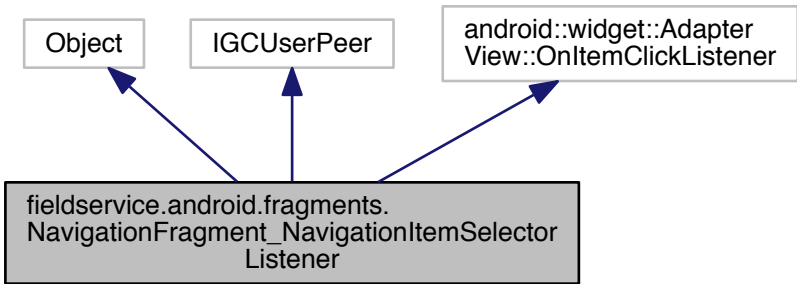 Object
IGCUserPeer
android::widget::Adapter
View::OnItemClickListener
fieldservice.android.fragments.
NavigationFragment_NavigationItemSelector
Listener